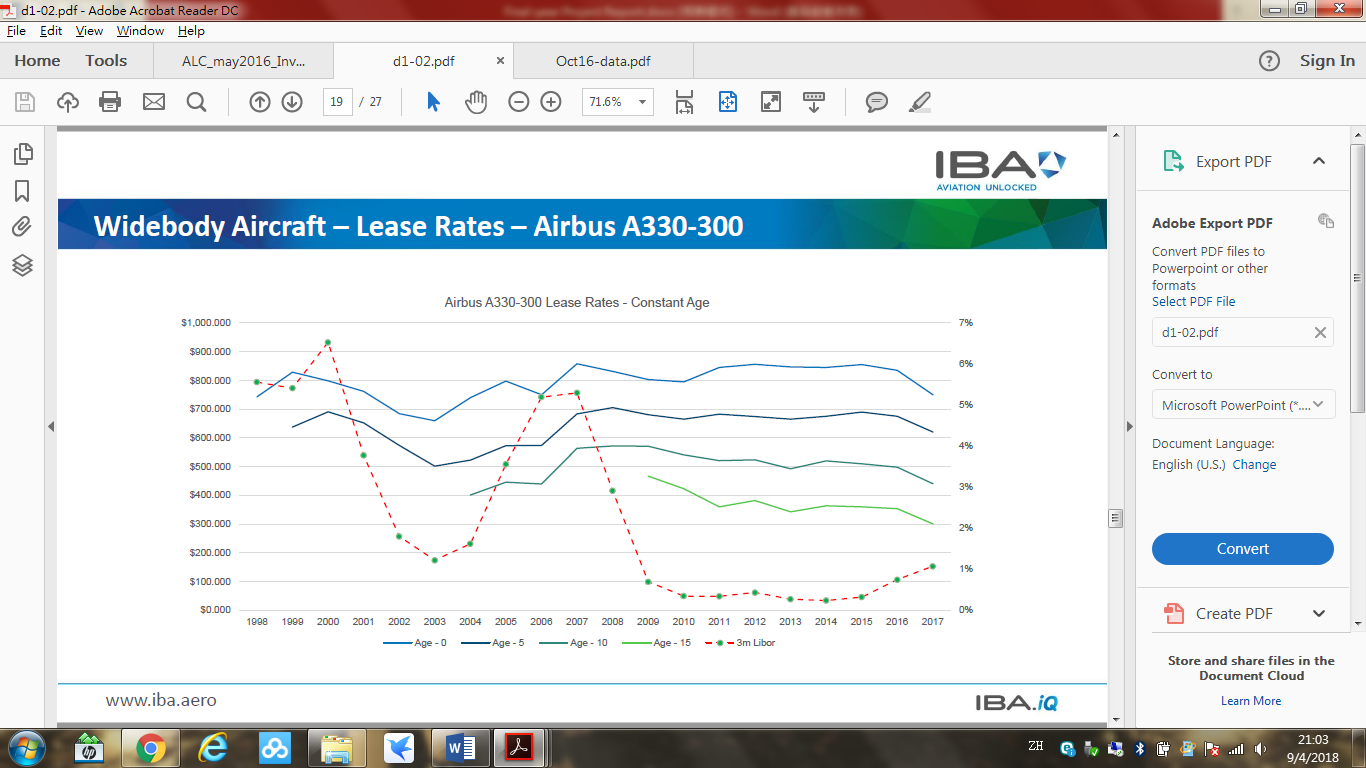 d1-02.pdf - Adobe Acrobat Reader DC
File Edit View Window Help
Home Tools ALC_may2016_Inv... d1-02.pdf × Oct16-data.pdf ? Sign In
19 / 27 71.6%
IBA
AVIATION UNLOCKED
Widebody Aircraft – Lease Rates – Airbus A330-300
Airbus A330-300 Lease Rates - Constant Age
$1,000.000
$900.000
$800.000
$700.000
$600.000
$500.000
$400.000
$300.000
$200.000
$100.000
$0.000
7%
6%
5%
4%
3%
2%
1%
0%
1998 1999 2000 2001 2002 2003 2004 2005 2006 2007 2008 2009 2010 2011 2012 2013 2014 2015 2016 2017
Age - 0 Age - 5 Age - 10 Age - 15 3m Libor
www.iba.aero
IBA.iQ
Export PDF
Adobe Export PDF
Convert PDF files to
Powerpoint or other
formats
Select PDF File
d1-02.pdf
Convert to
Microsoft PowerPoint (*....
Document Language:
English (U.S.) Change
Convert
Create PDF
Store and share files in the
Document Cloud
Learn More
hp
W
ZH
21:03
9/4/2018